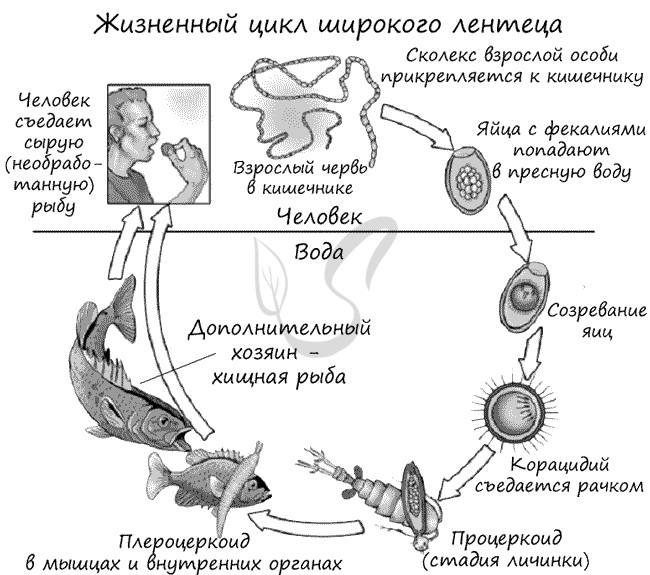 Жизненный цикл широкого лентеца
Сколекс взрослой особи
прикрепляется к кишечнику
Человек
съедает
сырую
(необрабо-
танную)
рыбу
Взрослый червь
в кишечнике
Яйца с фекалиями
попадают
в пресную воду
Человек
Вода
Созревание
яиц
Дополнительный
хозяин –
хищная рыба
Корацидий
съедается рачком
Процеркоид
(стадия личинки)
Плероцеркоид
в мышцах и внутренних органах